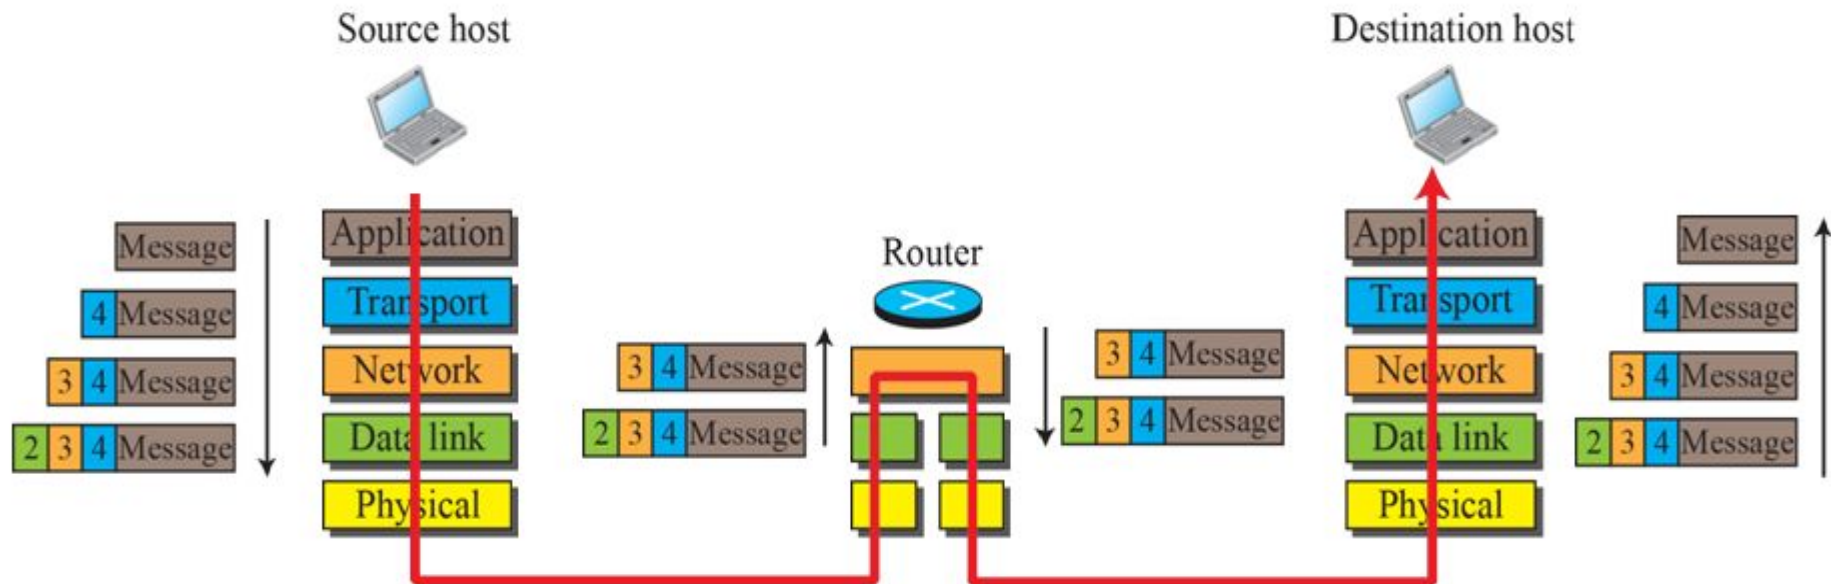 Source host
Destination host
Message
Application
Application
Message
Router
4 Message
Transport
Transport
4 Message
3 4 Message
Network
3 4 Message
3 4 Message
Network
3 4 Message
2 3 4 Message
Data link
2 3 4 Message
2 3 4 Message
Data link
2 3 4 Message
Physical
Physical